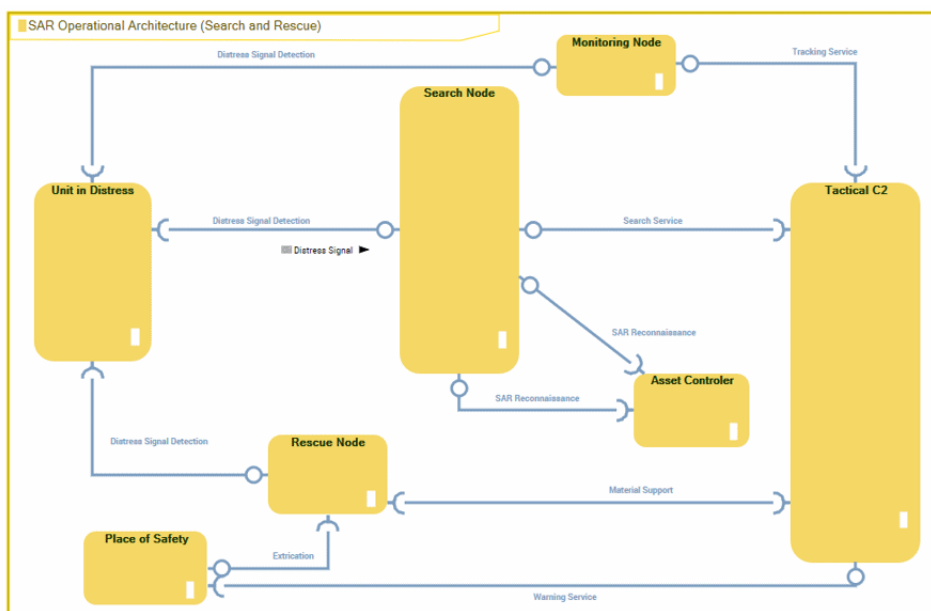 SAR Operational Architecture (Search and Rescue)
Monitoring Node
Distress Signal Detection
Tracking Service
Search Node
Unit in Distress
Tactical C2
Distress Signal Detection
Search Service
Distress Signal
SAR Reconnaissance
Asset Controler
SAR Reconnaissance
Rescue Node
Distress Signal Detection
Material Support
Place of Safety
Extrication
Warning Service